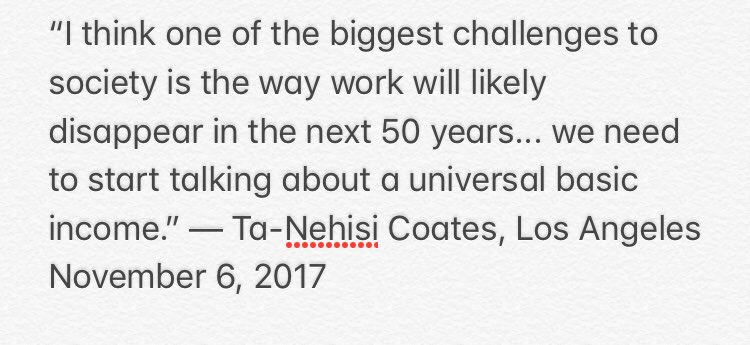 “I think one of the biggest challenges to
society is the way work will likely
disappear in the next 50 years... we need
to start talking about a universal basic
income.” — Ta-Nehisi Coates, Los Angeles
November 6, 2017